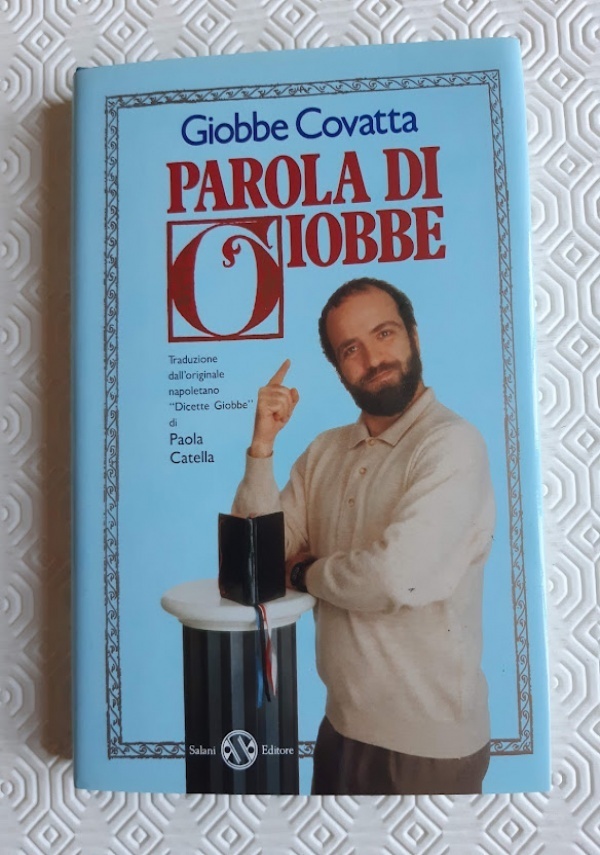 Giobbe Covatta
PAROLA DI
GIOBBE
Traduzione
dall'originale
napoletano
"Dicette Giobbe"
di
Paola
Catella
Salani Editore